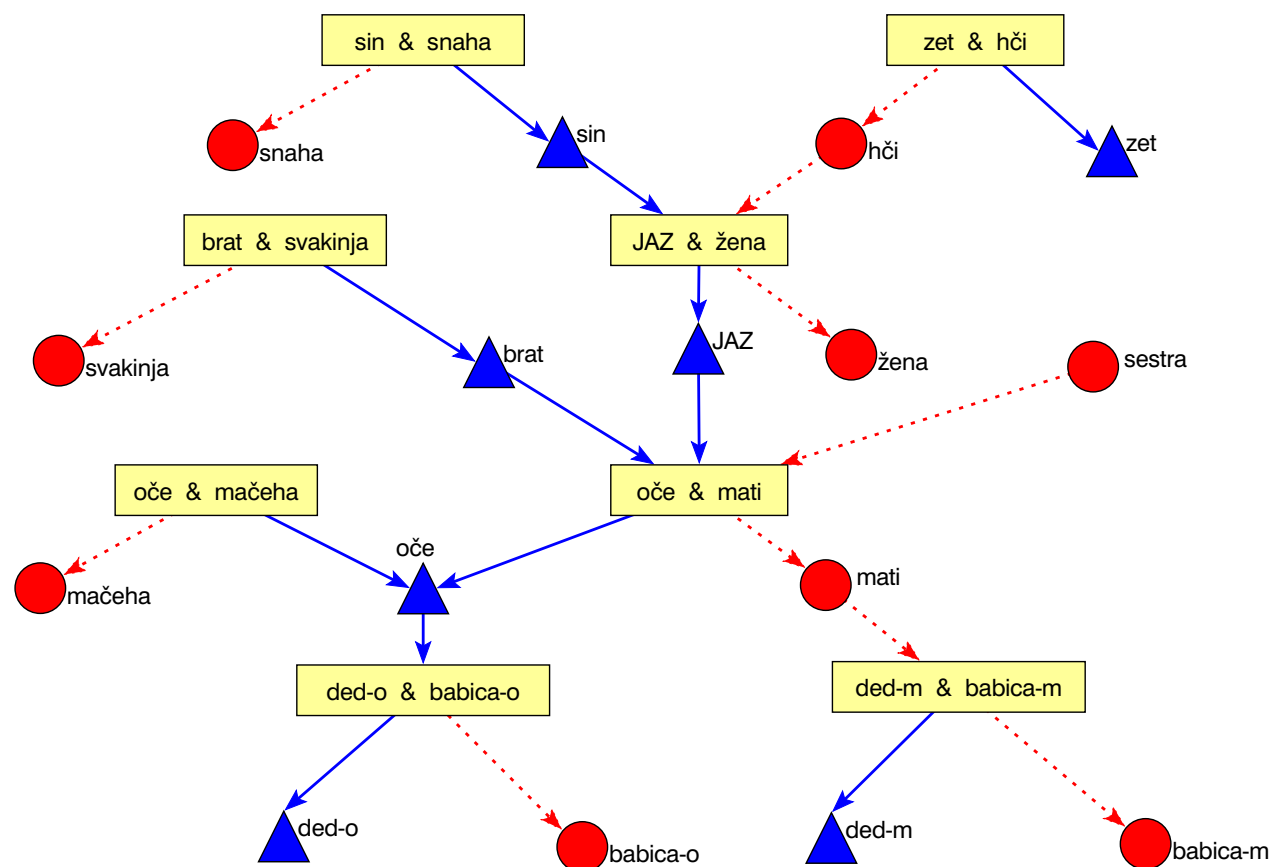 sin & snaha
zet & hči
snaha
sin
hči
zet
brat & svakinja
JAZ & žena
svakinja
brat
JAZ
žena
sestra
oče & mačeha
oče & mati
mačeha
oče
mati
ded-o & babica-o
ded-m & babica-m
ded-o
babica-o
ded-m
babica-m